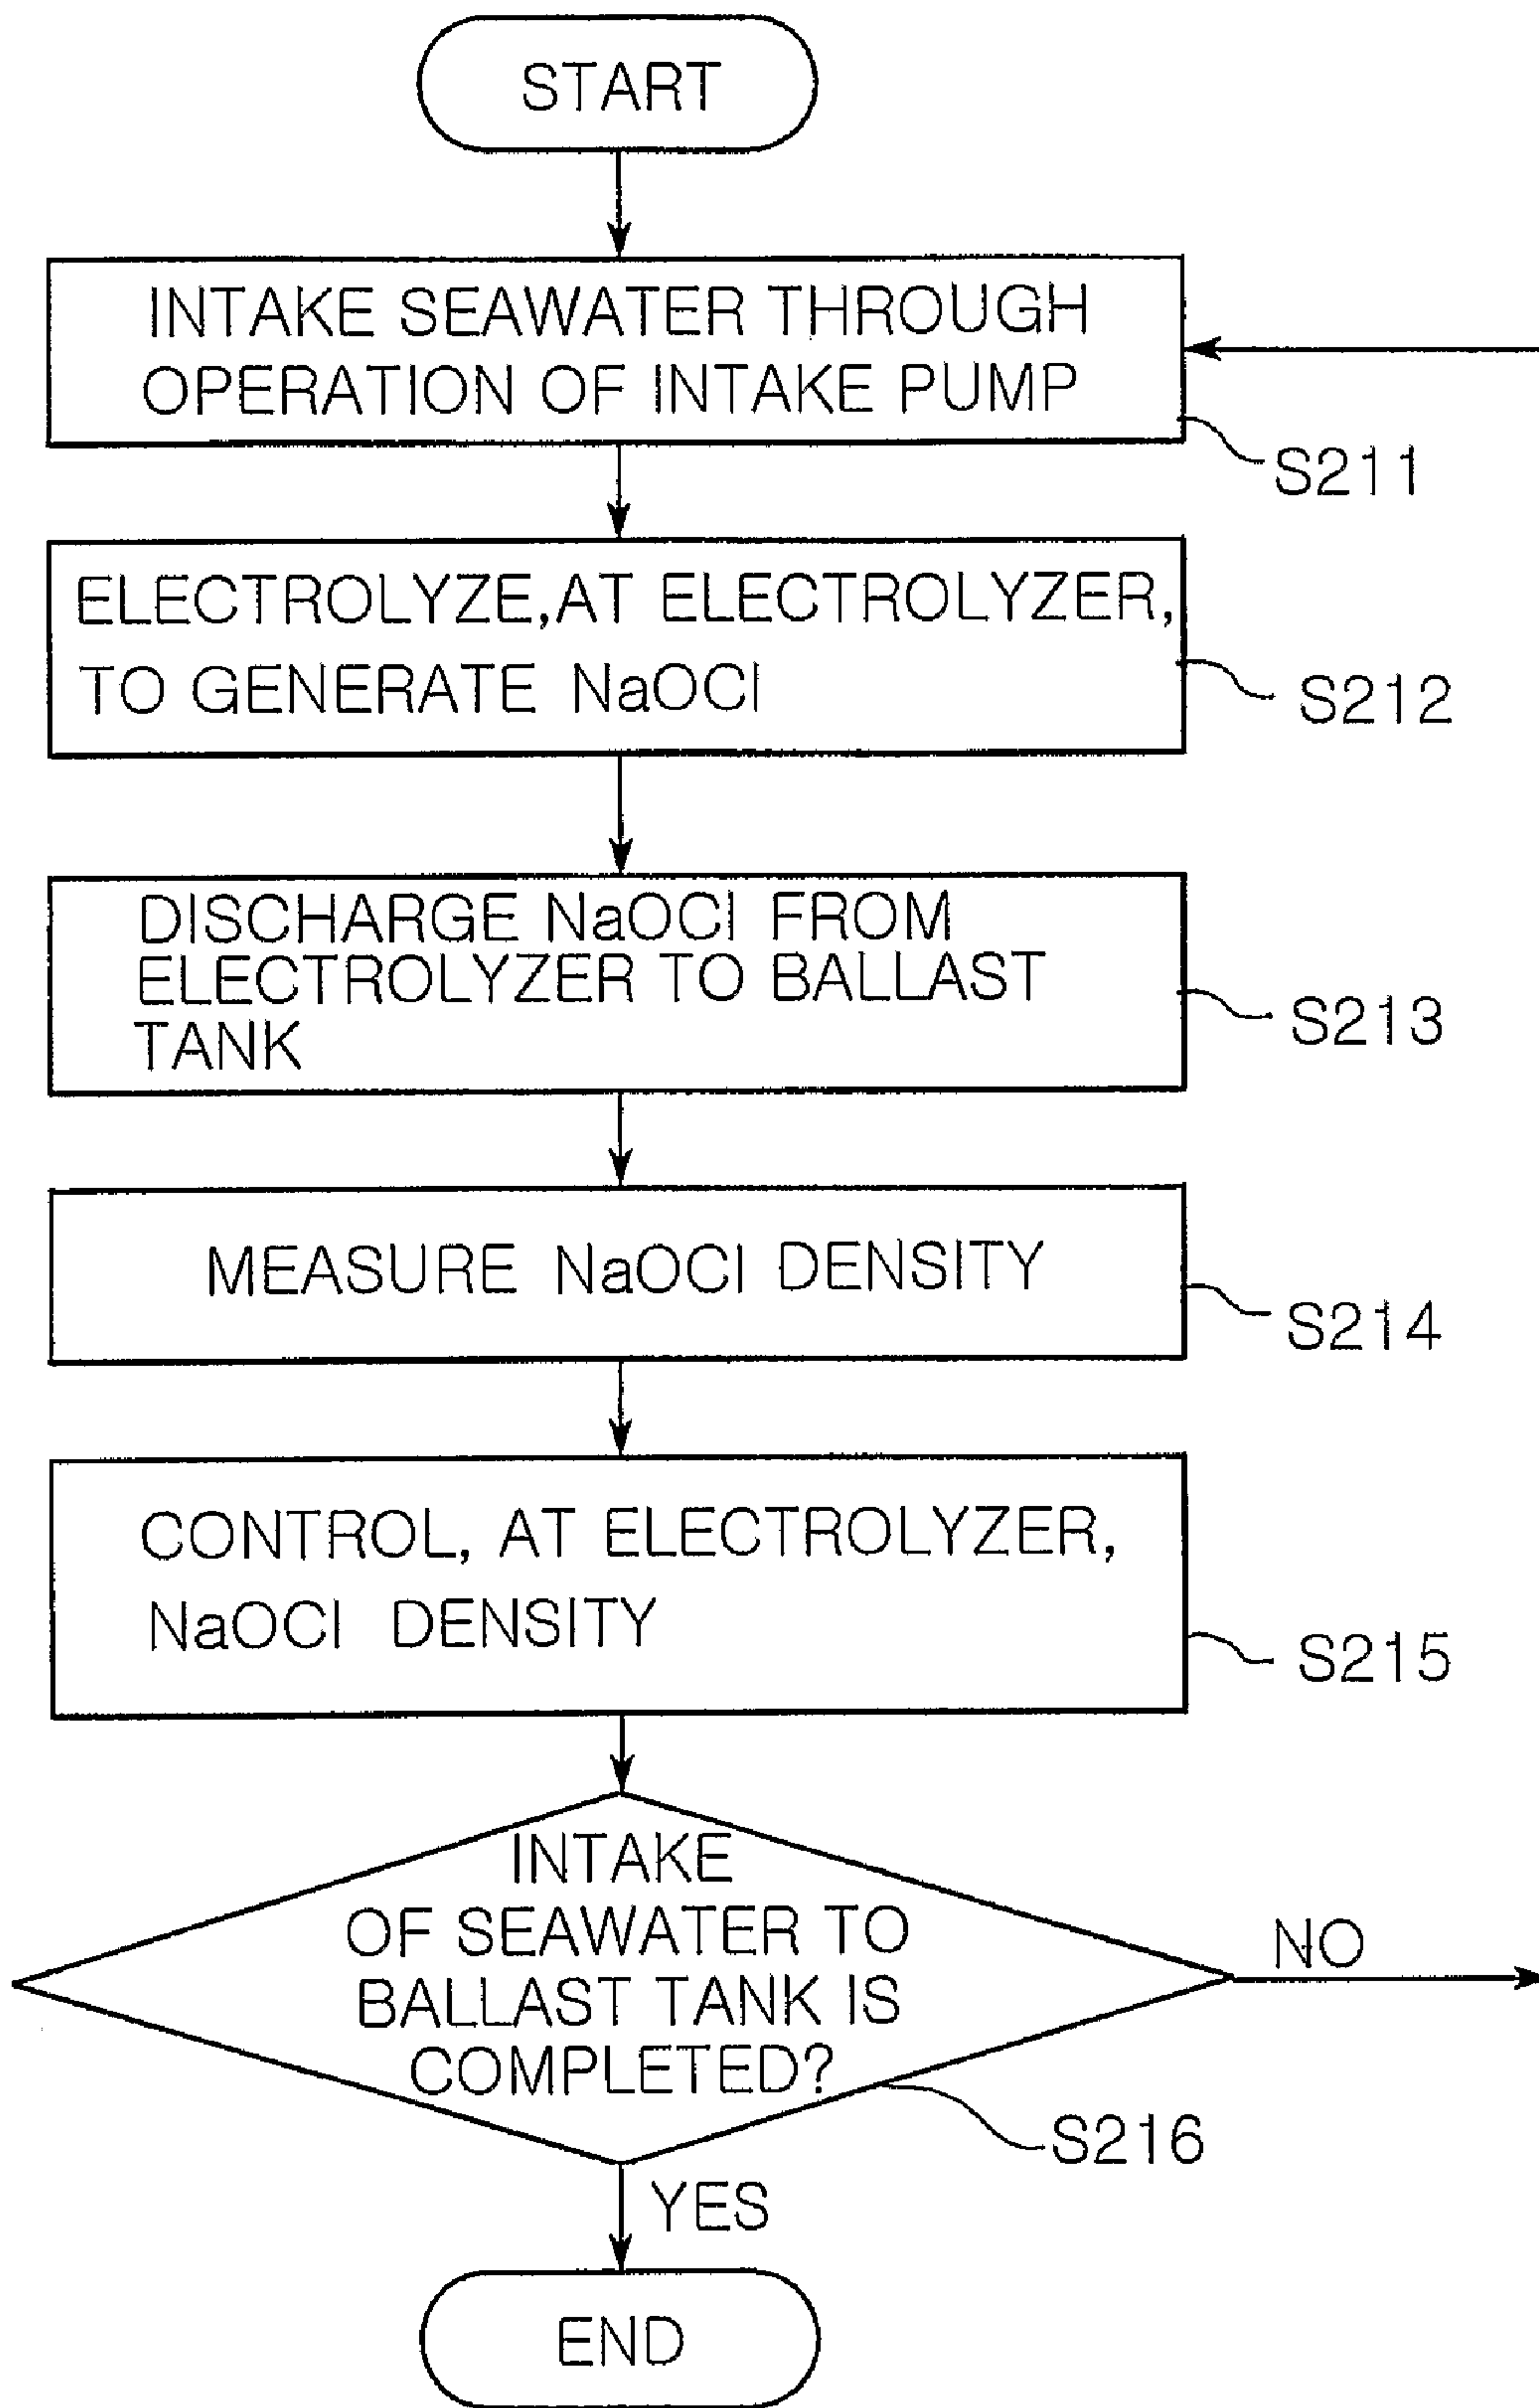 START
INTAKE SEAWATER THROUGH
OPERATION OF INTAKE PUMP
S211
ELECTROLYZE, AT ELECTROLYZER,
TO GENERATE NaOCl
S212
DISCHARGE NaOCl FROM
ELECTROLYZER TO BALLAST
TANK
S213
MEASURE NaOCl DENSITY
S214
CONTROL, AT ELECTROLYZER,
NaOCl DENSITY
S215
INTAKE
OF SEAWATER TO
BALLAST TANK IS
COMPLETED?
NO
S216
YES
END